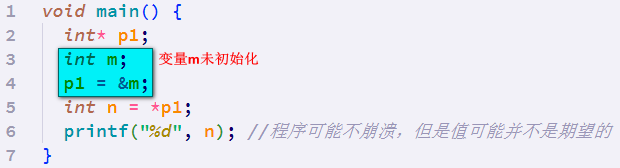 1 void main() {
2 int* p1;
3 int m; 变量m未初始化
4 p1 = &m;
5 int n = *p1;
6 printf("%d", n); //程序可能不崩溃，但是值可能并不是期望的
7 }